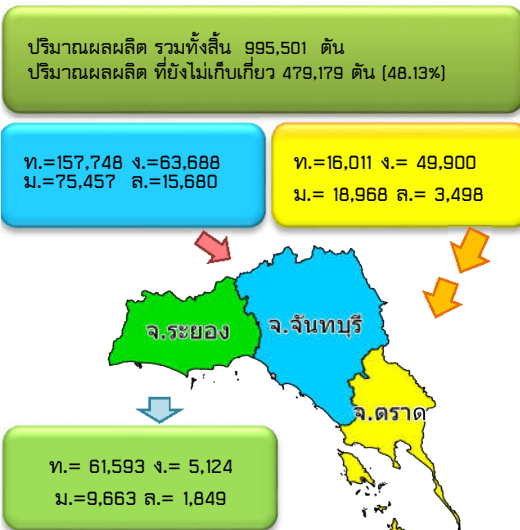 ปริมาณผลผลิต รวมทั้งสิ้น 995,501 ตัน
ปริมาณผลผลิต ที่ยังไม่เก็บเกี่ยว 479,179 ตัน (48.13%)
ท.=157,748 ง.=63,688
ม.=75,457 ล.=15,680
ท.=16,011 ง.= 49,900
ม.= 18,968 ล.= 3,498
จ.ระยอง
จ.จันทบุรี
จ.ตราด
ท.= 61,593 ง.= 5,124
ม.=9,663 ล.= 1,849